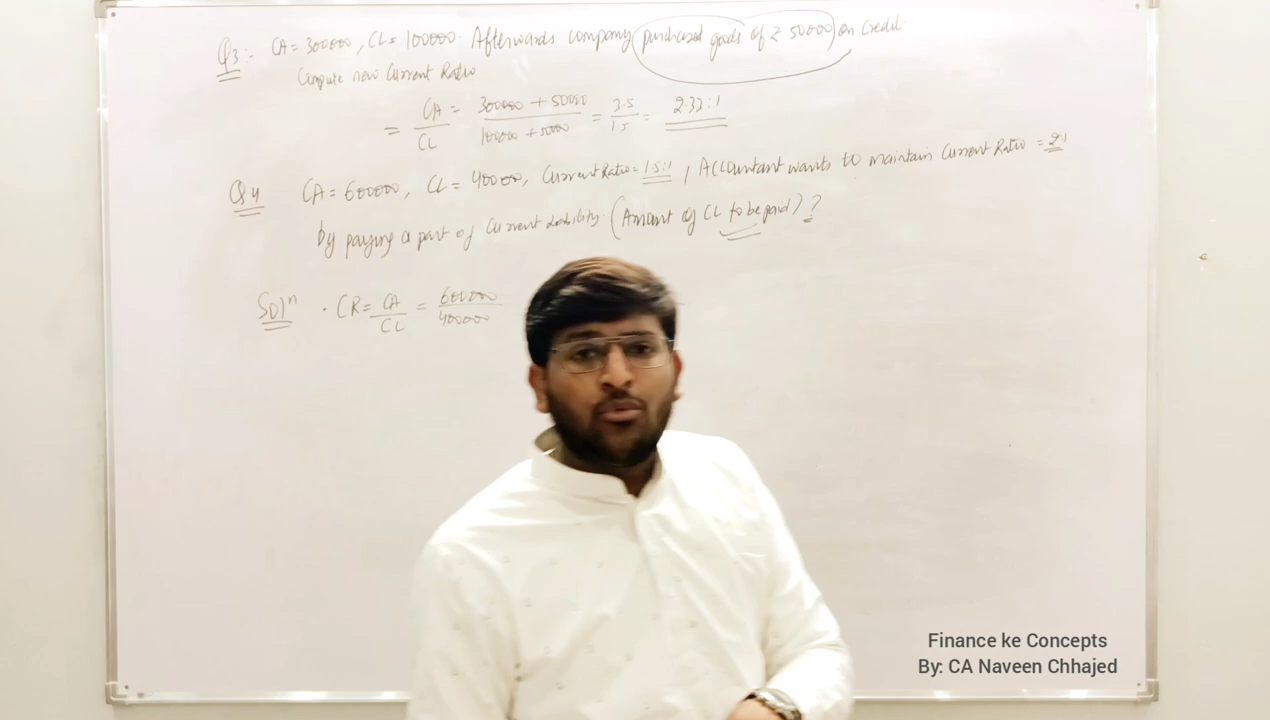 Q3:- CA = 300000, CL = 100000. Afterwards company purchased goods of ₹ 50000 on Credit.
Compute new Current Ratio
= CA/CL = 300000 + 50000 / 100000 + 50000 = 3.5/1.5 = 2.33:1
Q4 CA = 600000, CL = 400000, Current Ratio = 1.5:1, Accountant wants to maintain Current Ratio = 2:1
by paying a part of Current Liability. (Amount of CL to be paid)?
Solⁿ · CR = CA/CL = 600000/400000
Finance ke Concepts
By: CA Naveen Chhajed